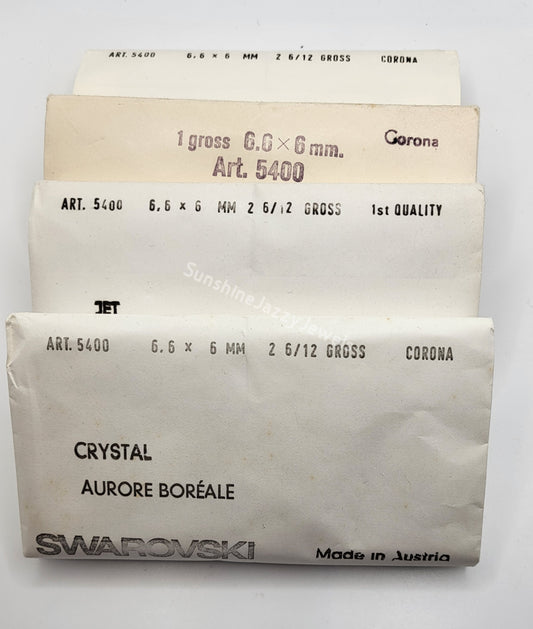 ART. 5400 6.6 × 6 MM 2 6/12 GROSS CORONA
1 gross 6.6 × 6 mm. Corona
Art. 5400
ART. 5400 6,6 × 6 MM 2 6/12 GROSS 1st QUALITY
SunshineJazzyJewels
JET
ART. 5400 6,6 × 6 MM 2 6/12 GROSS CORONA
CRYSTAL
AURORE BORÉALE
SWAROVSKI Made in Austria